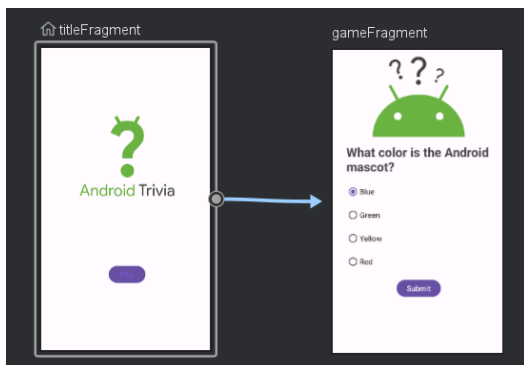 titleFragment
Android Trivia
gameFragment
???
What color is the Android
mascot?
Blue
Green
Yellow
Red
Submit